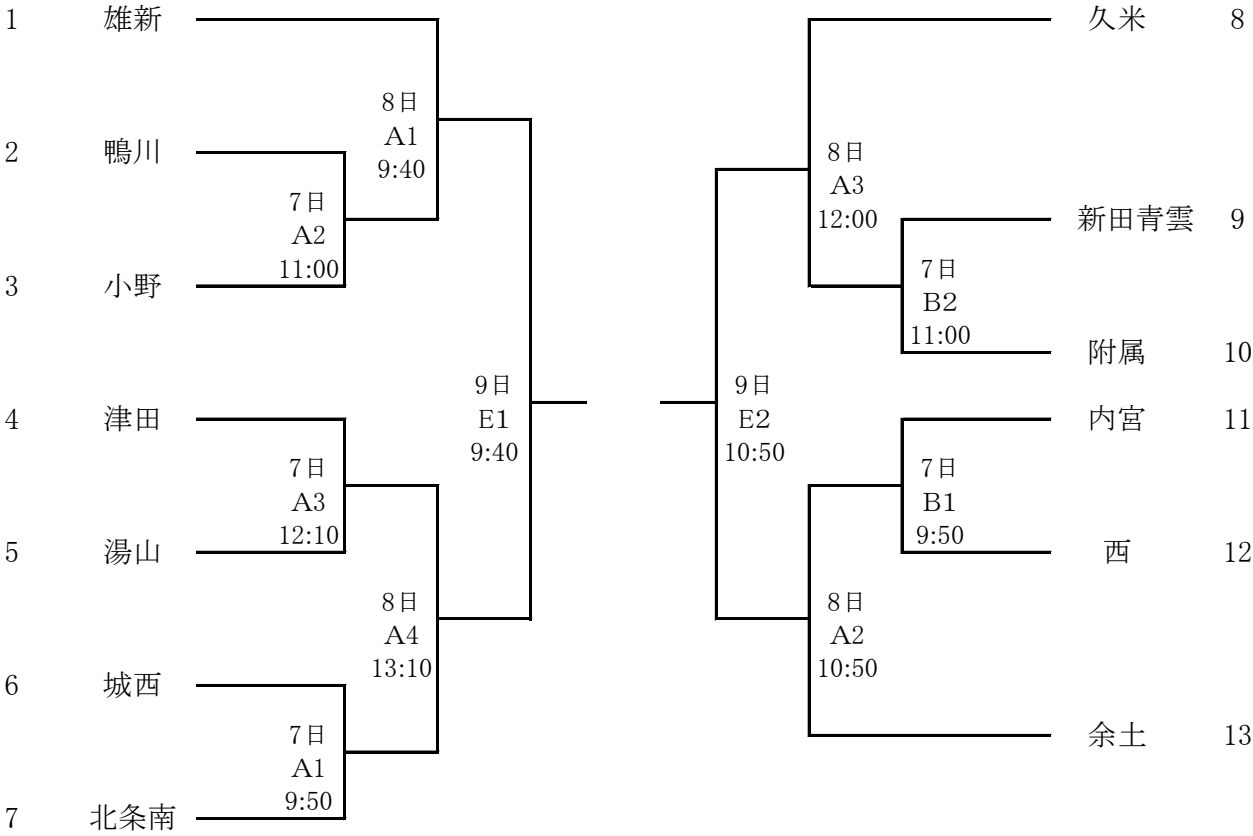 1 雄新
8日
A1
9:40
2 鴨川
7日
A2
11:00
3 小野
9日
E1
9:40
4 津田
7日
A3
12:10
5 湯山
8日
A4
13:10
6 城西
7日
A1
9:50
7 北条南
久米 8
8日
A3
12:00
新田青雲 9
7日
B2
11:00
附属 10
9日
E2
10:50
内宮 11
7日
B1
9:50
西 12
8日
A2
10:50
余土 13